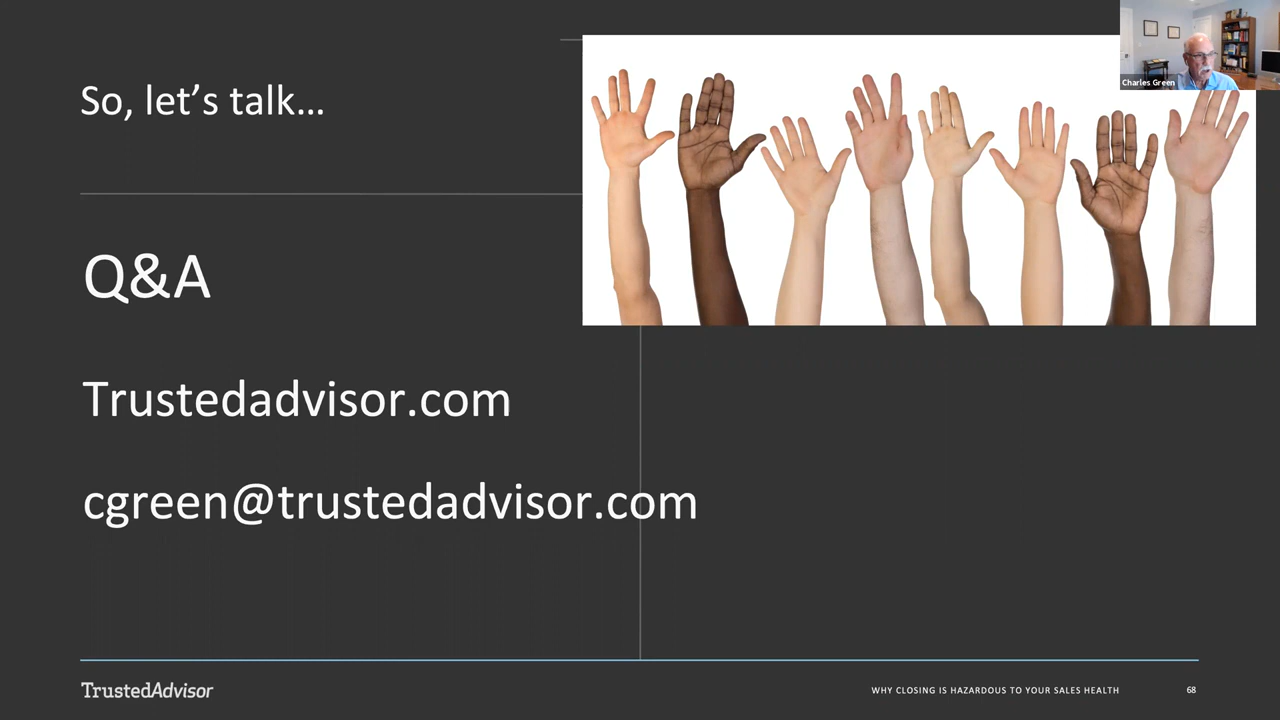 So, let’s talk…
Charles Green
Q&A
Trustedadvisor.com
cgreen@trustedadvisor.com
TrustedAdvisor
WHY CLOSING IS HAZARDOUS TO YOUR SALES HEALTH
68